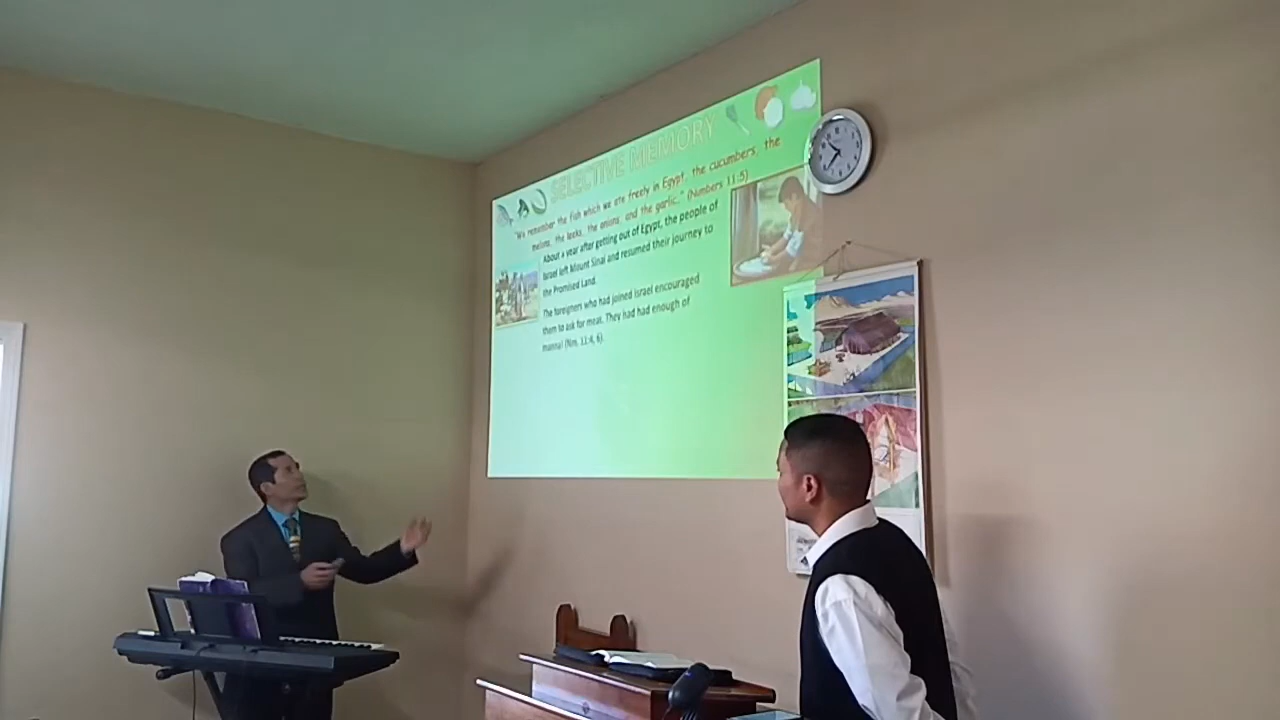 SELECTIVE MEMORY
"We remember the fish which we ate freely in Egypt, the cucumbers, the
melons, the leeks, the onions, and the garlic." (Numbers 11:5)
About a year after getting out of Egypt, the people of
Israel left Mount Sinai and resumed their journey to
the Promised Land.
The foreigners who had joined Israel encouraged
them to ask for meat. They had had enough of
manna! (Nm. 11:4, 6).